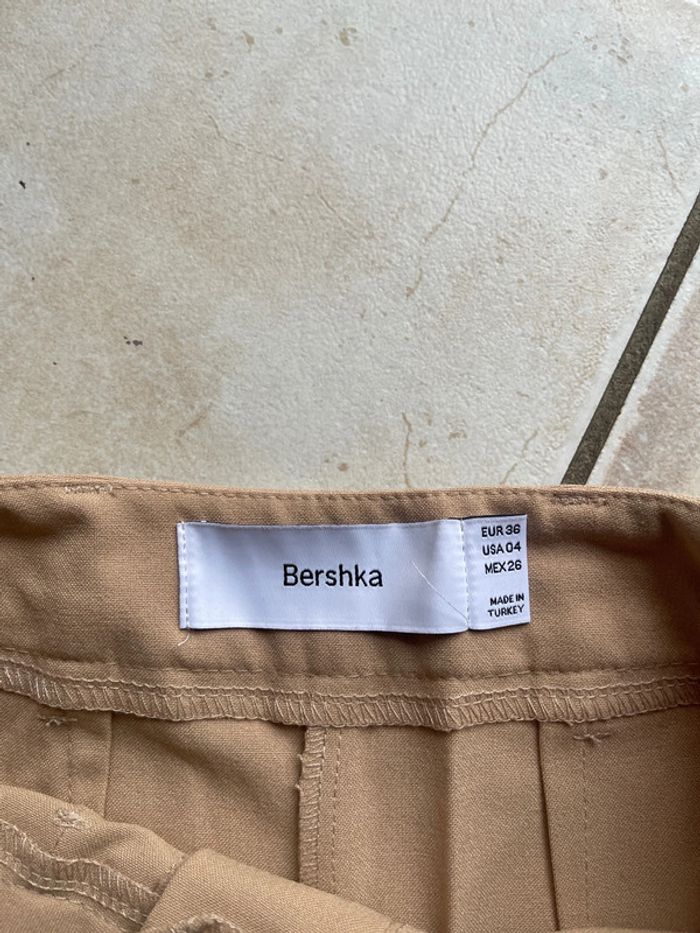 Bershka
EUR 36
USA 04
MEX 26
MADE IN
TURKEY